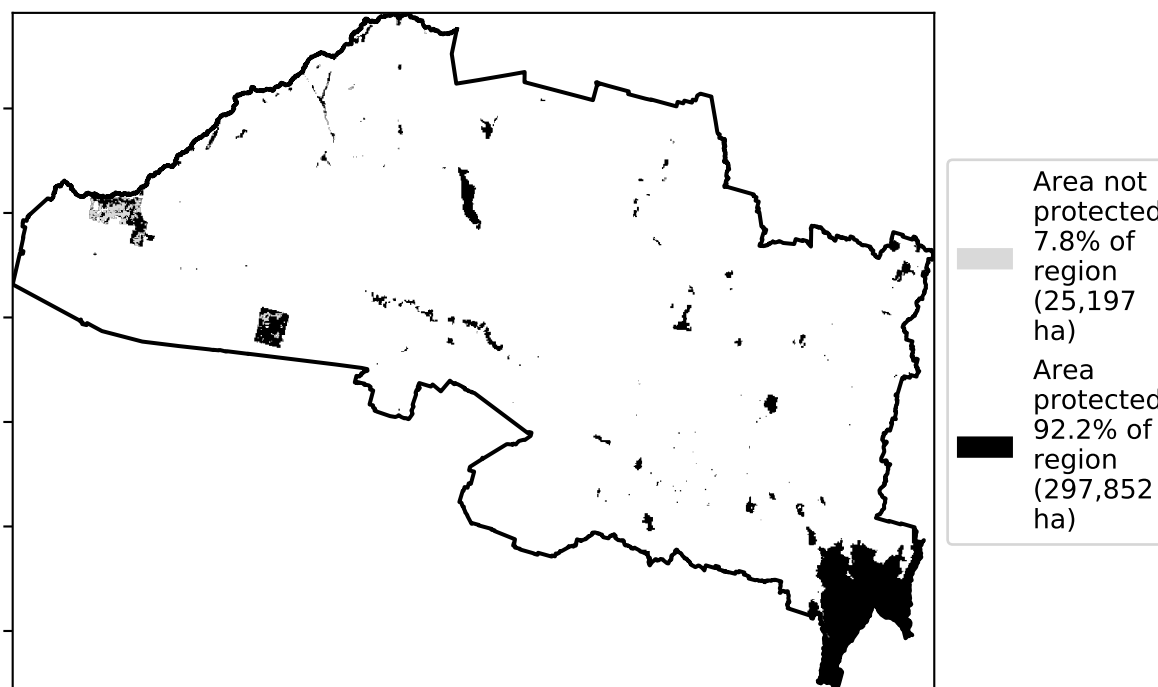 Area not
protected
7.8% of
region
(25,197
ha)
Area
protected
92.2% of
region
(297,852
ha)